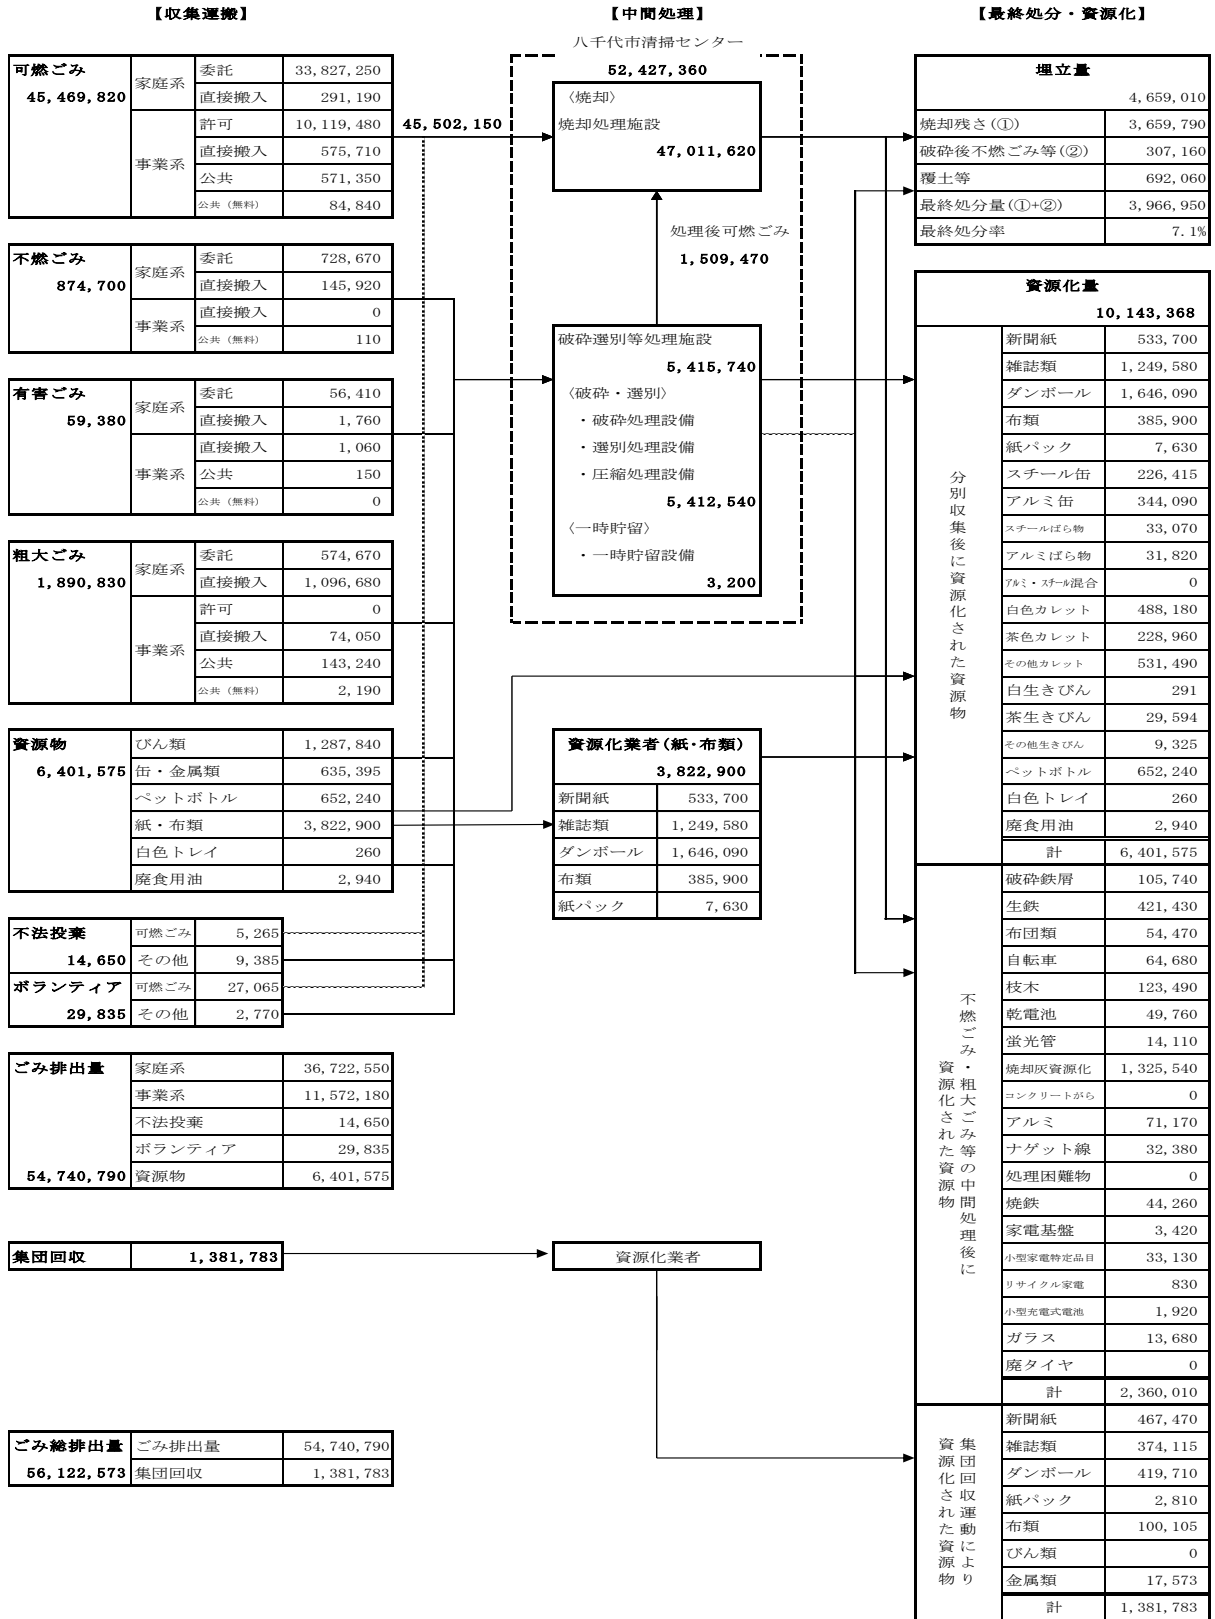 【収集運搬】
【中間処理】
【最終処分・資源化】
可燃ごみ
45,469,820
家庭系
委託 33,827,250
直接搬入 291,190
事業系
許可 10,119,480
直接搬入 575,710
公共 571,350
公共（無料） 84,840
45,502,150
不燃ごみ
874,700
家庭系
委託 728,670
直接搬入 145,920
事業系
直接搬入 0
公共（無料） 110
有害ごみ
59,380
家庭系
委託 56,410
直接搬入 1,760
事業系
直接搬入 1,060
公共 150
公共（無料） 0
粗大ごみ
1,890,830
家庭系
委託 574,670
直接搬入 1,096,680
事業系
許可 0
直接搬入 74,050
公共 143,240
公共（無料） 2,190
資源物
6,401,575
びん類 1,287,840
缶・金属類 635,395
ペットボトル 652,240
紙・布類 3,822,900
白色トレイ 260
廃食用油 2,940
不法投棄
14,650
可燃ごみ 5,265
その他 9,385
ボランティア
29,835
可燃ごみ 27,065
その他 2,770
ごみ排出量
54,740,790
家庭系 36,722,550
事業系 11,572,180
不法投棄 14,650
ボランティア 29,835
資源物 6,401,575
集団回収 1,381,783
ごみ総排出量
56,122,573
ごみ排出量 54,740,790
集団回収 1,381,783
八千代市清掃センター
52,427,360
〈焼却〉
焼却処理施設
47,011,620
処理後可燃ごみ
1,509,470
破砕選別等処理施設
5,415,740
〈破砕・選別〉
・破砕処理設備
・選別処理設備
・圧縮処理設備
5,412,540
〈一時貯留〉
・一時貯留設備
3,200
資源化業者（紙・布類）
3,822,900
新聞紙 533,700
雑誌類 1,249,580
ダンボール 1,646,090
布類 385,900
紙パック 7,630
資源化業者
埋立量
4,659,010
焼却残さ(①) 3,659,790
破砕後不燃ごみ等(②) 307,160
覆土等 692,060
最終処分量(①+②) 3,966,950
最終処分率 7.1%
資源化量
10,143,368
分別収集後に資源化された資源物
新聞紙 533,700
雑誌類 1,249,580
ダンボール 1,646,090
布類 385,900
紙パック 7,630
スチール缶 226,415
アルミ缶 344,090
スチールばら物 33,070
アルミばら物 31,820
アルミ・スチール混合 0
白色カレット 488,180
茶色カレット 228,960
その他カレット 531,490
白生きびん 291
茶生きびん 29,594
その他生きびん 9,325
ペットボトル 652,240
白色トレイ 260
廃食用油 2,940
計 6,401,575
不燃ごみ・粗大ごみ等の中間処理後に
資源化された資源物
破砕鉄屑 105,740
生鉄 421,430
布団類 54,470
自転車 64,680
枝木 123,490
乾電池 49,760
蛍光管 14,110
焼却灰資源化 1,325,540
コンクリートがら 0
アルミ 71,170
ナゲット線 32,380
処理困難物 0
焼鉄 44,260
家電基盤 3,420
小型家電特定品目 33,130
リサイクル家電 830
小型充電式電池 1,920
ガラス 13,680
廃タイヤ 0
計 2,360,010
集団回収運動により
資源化された資源物
新聞紙 467,470
雑誌類 374,115
ダンボール 419,710
紙パック 2,810
布類 100,105
びん類 0
金属類 17,573
計 1,381,783